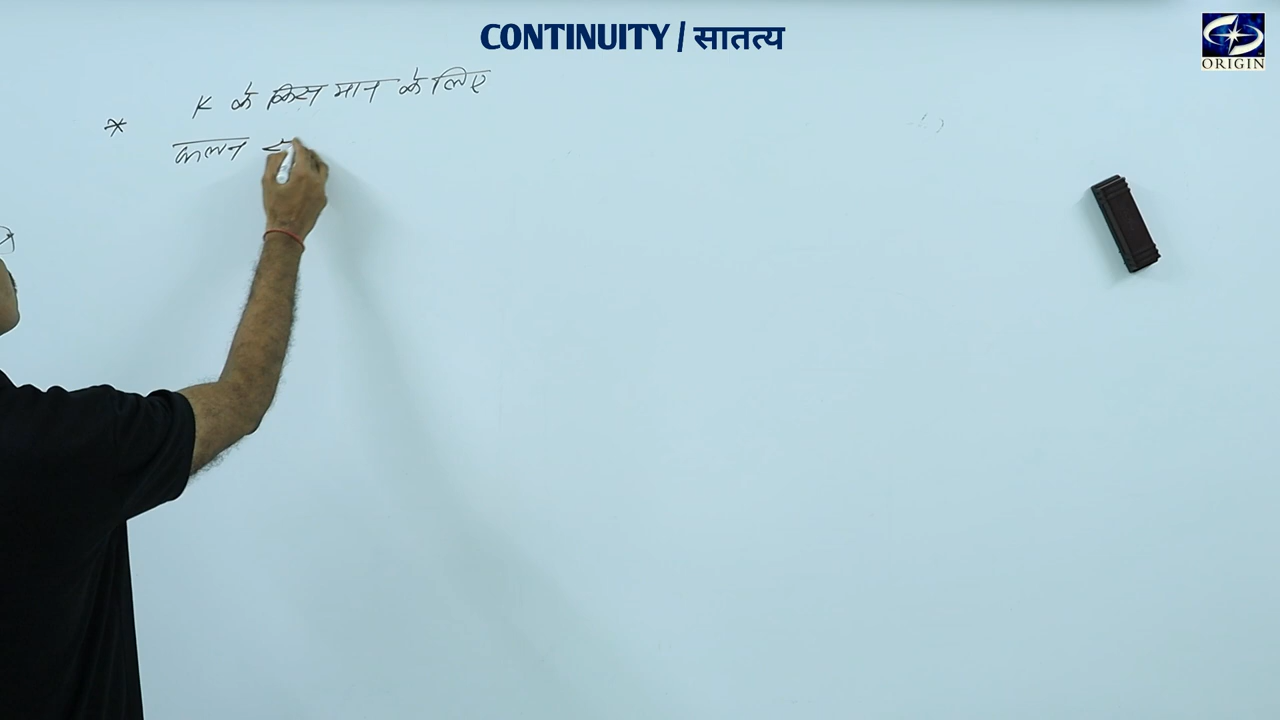 CONTINUITY / सातत्य
ORIGIN
K के किस मान के लिए
* फलन